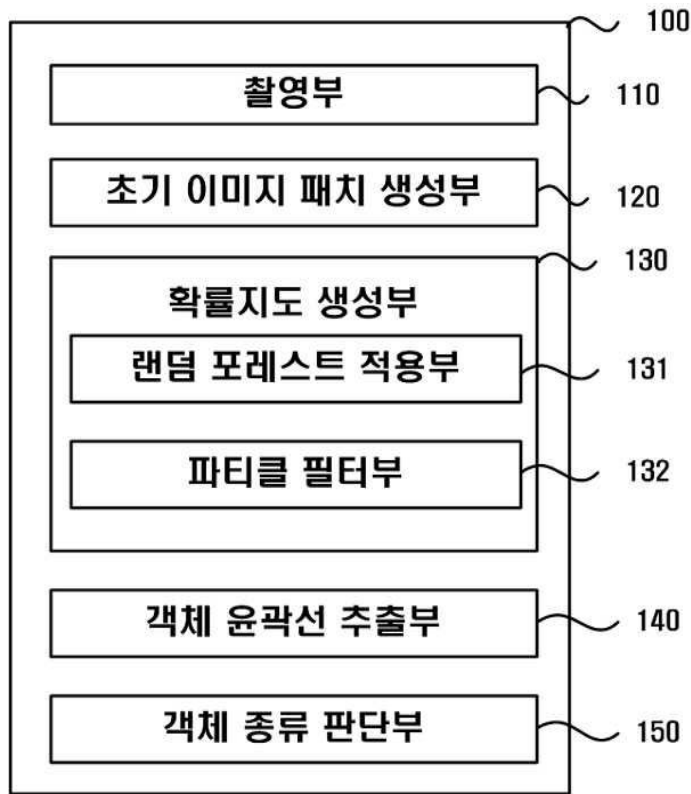 100
촬영부 110
초기 이미지 패치 생성부 120
130
확률지도 생성부
랜덤 포레스트 적용부 131
파티클 필터부 132
객체 윤곽선 추출부 140
객체 종류 판단부 150